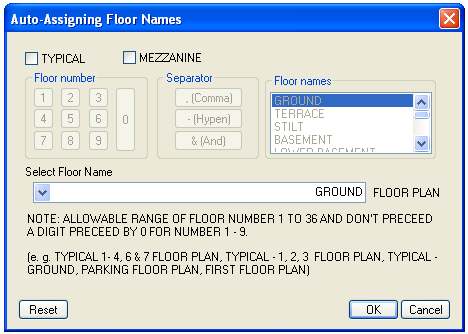 Auto-Assigning Floor Names
TYPICAL
MEZZANINE
Floor number
1 2 3
4 5 6
7 8 9
0
Separator
, (Comma)
- (Hypen)
& (And)
Floor names
GROUND
TERRACE
STILT
BASEMENT
LOWER BASEMENT
Select Floor Name
GROUND FLOOR PLAN
NOTE: ALLOWABLE RANGE OF FLOOR NUMBER 1 TO 36 AND DON'T PRECEED
A DIGIT PRECEED BY 0 FOR NUMBER 1 - 9.
(e. g. TYPICAL 1- 4, 6 & 7 FLOOR PLAN, TYPICAL - 1, 2, 3 FLOOR PLAN, TYPICAL -
GROUND, PARKING FLOOR PLAN, FIRST FLOOR PLAN)
Reset OK Cancel